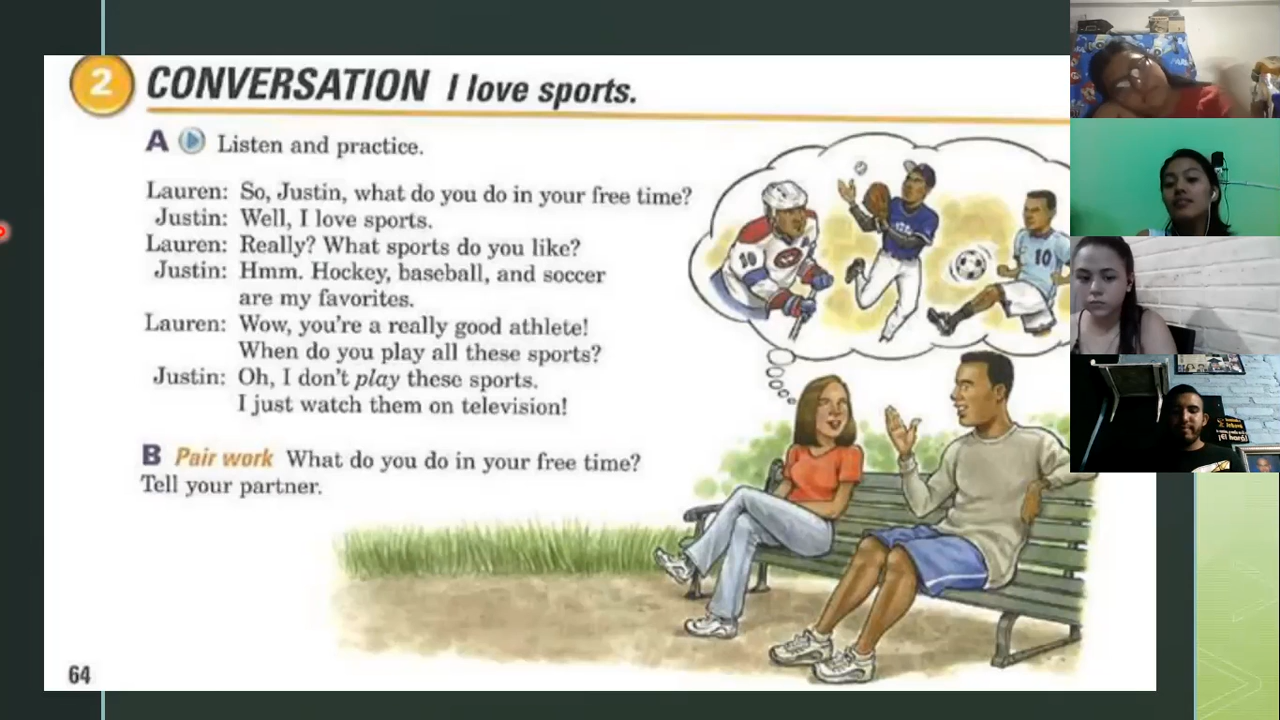 2 CONVERSATION I love sports.
A Listen and practice.
Lauren: So, Justin, what do you do in your free time?
Justin: Well, I love sports.
Lauren: Really? What sports do you like?
Justin: Hmm. Hockey, baseball, and soccer
are my favorites.
Lauren: Wow, you're a really good athlete!
When do you play all these sports?
Justin: Oh, I don't play these sports.
I just watch them on television!
B Pair work What do you do in your free time?
Tell your partner.
64
10
10
¡El hará!